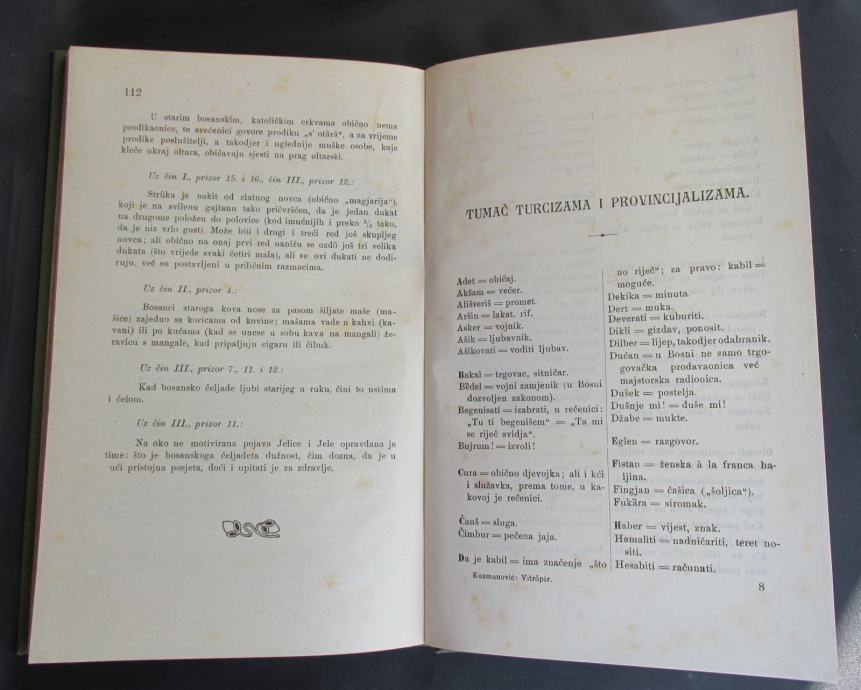 112
U starim bosanskim, katoličkim crkvama obično nema
prodikaonice, te svećenici govore prodiku „s' otârâ“, a za vrijeme
prodike poslužitelji, a takodjer i uglednije muške osobe, koje
kleče ukraj oltara, običavaju sjesti na prag oltarski.
Uz čin I., prizor 15. i 16., čin III., prizor 12.:
Strûka je nakit od zlatnog novca (obično „magjarija“),
koji je na svilenu gajtanu tako pričvršćen, da je jedan dukat
na drugome položen do polovice (kod imućnijih i preko ²/₃ tako,
da je niz vrlo gust). Može biti i drugi i treći red još skupljeg
novca; ali obično na onaj prvi red nanižu se ozdô još tri velika
dukata (što vrijede svaki četiri mala), ali se ovi dukati ne dodi-
ruju, već su postavljeni u priličnim razmacima.
Uz čin II., prizor 4.:
Bosanci staroga kova nose za pasom šiljate maše (ma-
šice) zajedno sa koricama od kovine; mašama vade u kahvi (ka-
vani) ili po kućama (kad se unese u sobu kava na mangali) že-
ravicu s mangale, kad pripaljuju cigaru ili čibuk.
Uz čin III., prizor 7., 11. i 12.:
Kad bosansko čeljade ljubi starijeg u ruku, čini to ustima
i čelom.
Uz čin III., prizor 11.:
Na oko ne motivirana pojava Jelice i Jele opravdana je
time: što je bosanskoga čeljadeta dužnost, čim dozna, da je u
ući pristojna posjeta, doći i upitati je za zdravlje.
TUMAČ TURCIZAMA I PROVINCIJALIZAMA.
Adet = običaj.
Akšam = večer.
Ališveriš = promet.
Aršin = lakat, rif.
Asker = vojnik.
Ašik = ljubavnik.
Ašikovati = voditi ljubav.
Bakal = trgovac, sitničar.
Bëdel = vojni zamjenik (u Bosni
dozvoljen zakonom).
Begenisati = izabrati, u rečenici:
„Tu ti begenišem“ = „Ta mi
se riječ svidja“.
Bujrum! = izvoli!
Cura = obično djevojka; ali i kći
i služavka, prema tome, u ka-
kovoj je rečenici.
Čauš = sluga.
Čimbur = pečena jaja.
Da je kabil = ima značenje „što
Kuzmanović: Vitrôpir.
no riječ“; za pravo: kabil =
moguće.
Dekika = minuta.
Dert = muka.
Deverati = kuburiti.
Dikli = gizdav, ponosit.
Dilber = lijep, takodjer odabranik,
Dućan = u Bosni ne samo trgo-
govačka prodavaonica već
majstorska radionica.
Dušek = postelja.
Dušnje mi! = duše mi!
Džabe = mukte.
Eglen = razgovor.
Fistan = ženska à la franca ha-
ljina.
Fingjan = čašica („šoljica“).
Fukâra = siromak.
Haber = vijest, znak.
Hamaliti = nadničariti, teret no-
siti.
Hesabiti = računati.
8